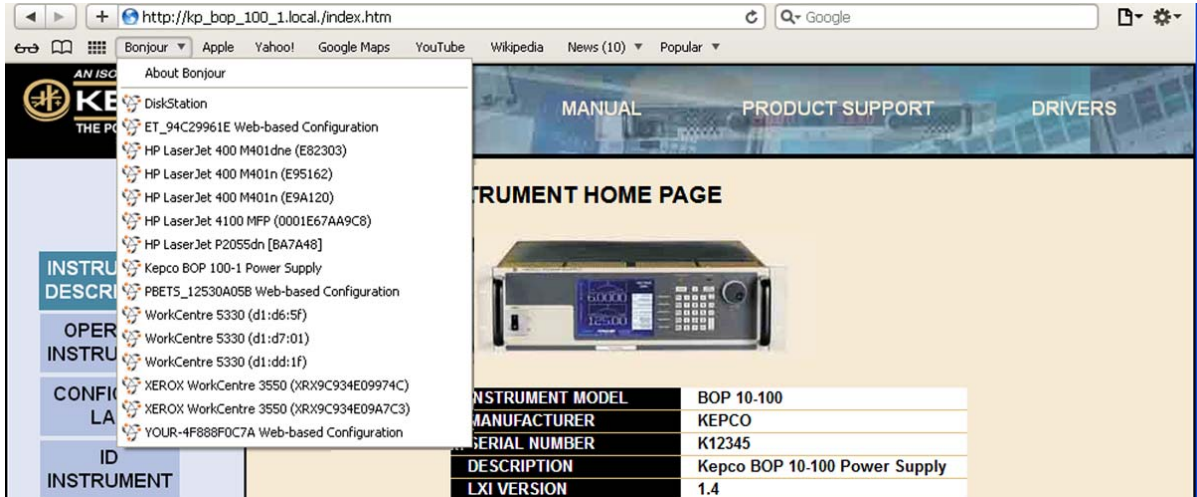 http://kp_bop_100_1.local./index.htm
Google
Bonjour Apple Yahoo! Google Maps YouTube Wikipedia News (10) Popular
About Bonjour
DiskStation
ET_94C29961E Web-based Configuration
HP LaserJet 400 M401dne (E82303)
HP LaserJet 400 M401n (E95162)
HP LaserJet 400 M401n (E9A120)
HP LaserJet 4100 MFP (0001E67AA9C8)
HP LaserJet P2055dn [BA7A48]
Kepco BOP 100-1 Power Supply
PBETS_12530A05B Web-based Configuration
WorkCentre 5330 (d1:d6:5f)
WorkCentre 5330 (d1:d7:01)
WorkCentre 5330 (d1:dd:1f)
XEROX WorkCentre 3550 (XRX9C934E09974C)
XEROX WorkCentre 3550 (XRX9C934E09A7C3)
YOUR-4F888F0C7A Web-based Configuration
AN ISO
KE
THE PO
MANUAL PRODUCT SUPPORT DRIVERS
TRUMENT HOME PAGE
INSTRU
DESCRI
OPER
INSTRU
CONFIG
LA
ID
INSTRUMENT
6.0000
125.00
NSTRUMENT MODEL BOP 10-100
MANUFACTURER KEPCO
SERIAL NUMBER K12345
DESCRIPTION Kepco BOP 10-100 Power Supply
LXI VERSION 1.4